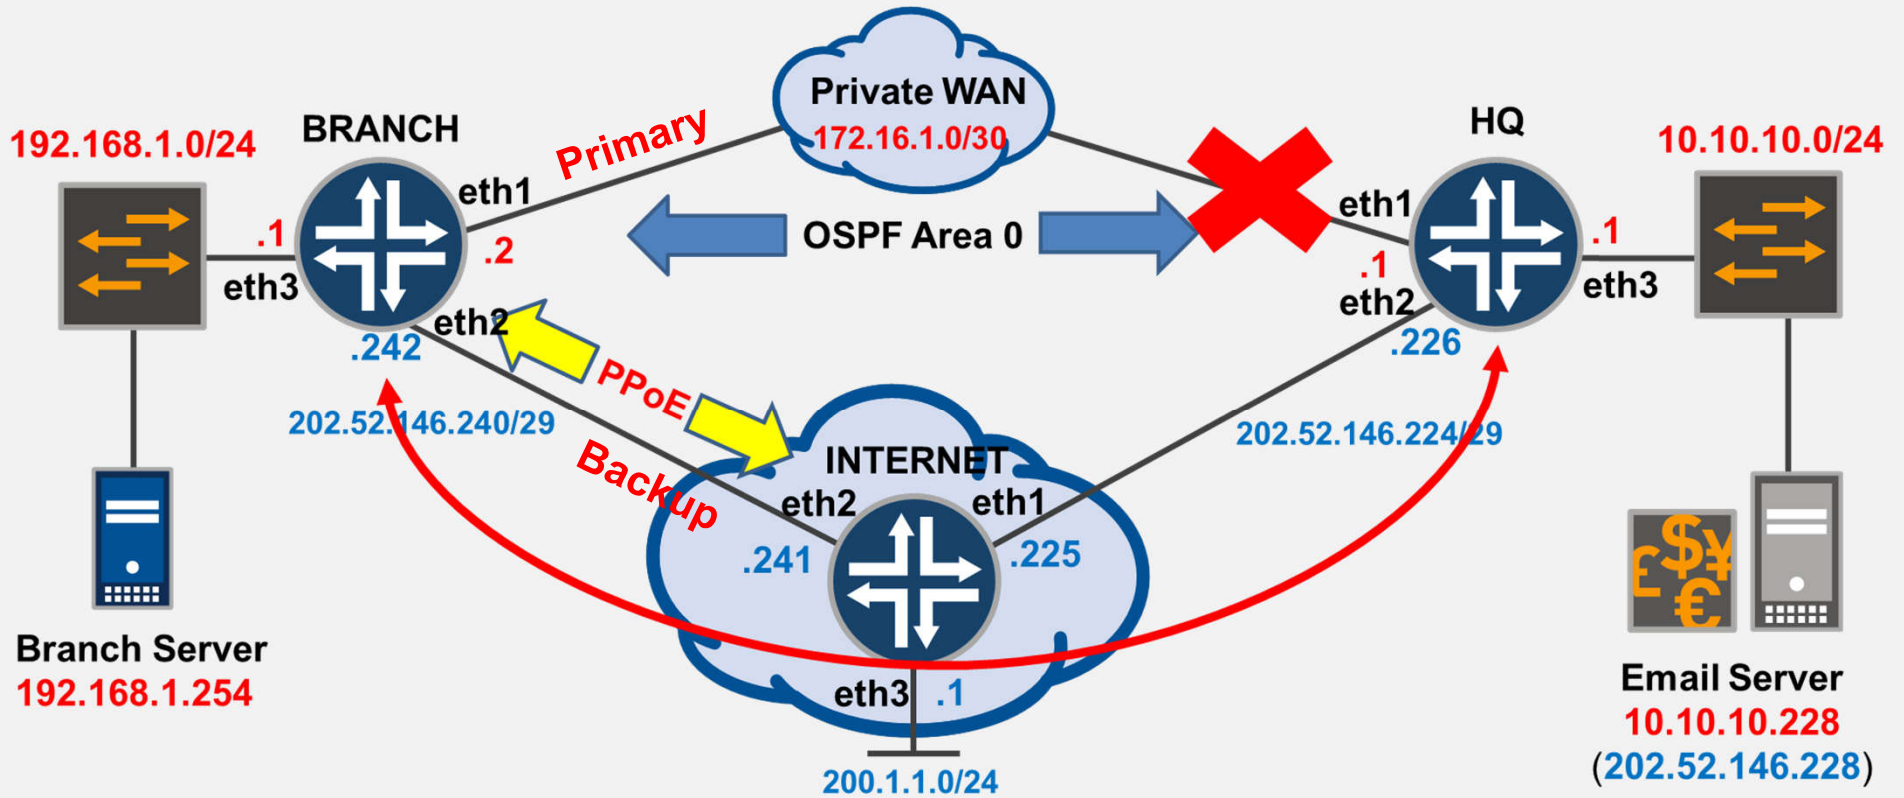 192.168.1.0/24
BRANCH
Primary
Private WAN
172.16.1.0/30
HQ
10.10.10.0/24
eth1
.2
.1
eth3
OSPF Area 0
eth1
.1
eth2
.1
eth3
eth2
.242
.226
PPoE
202.52.146.240/29
202.52.146.224/29
Backup
INTERNET
eth2
eth1
.241
.225
eth3
.1
200.1.1.0/24
Branch Server
192.168.1.254
$
¥
£
€
Email Server
10.10.10.228
(202.52.146.228)